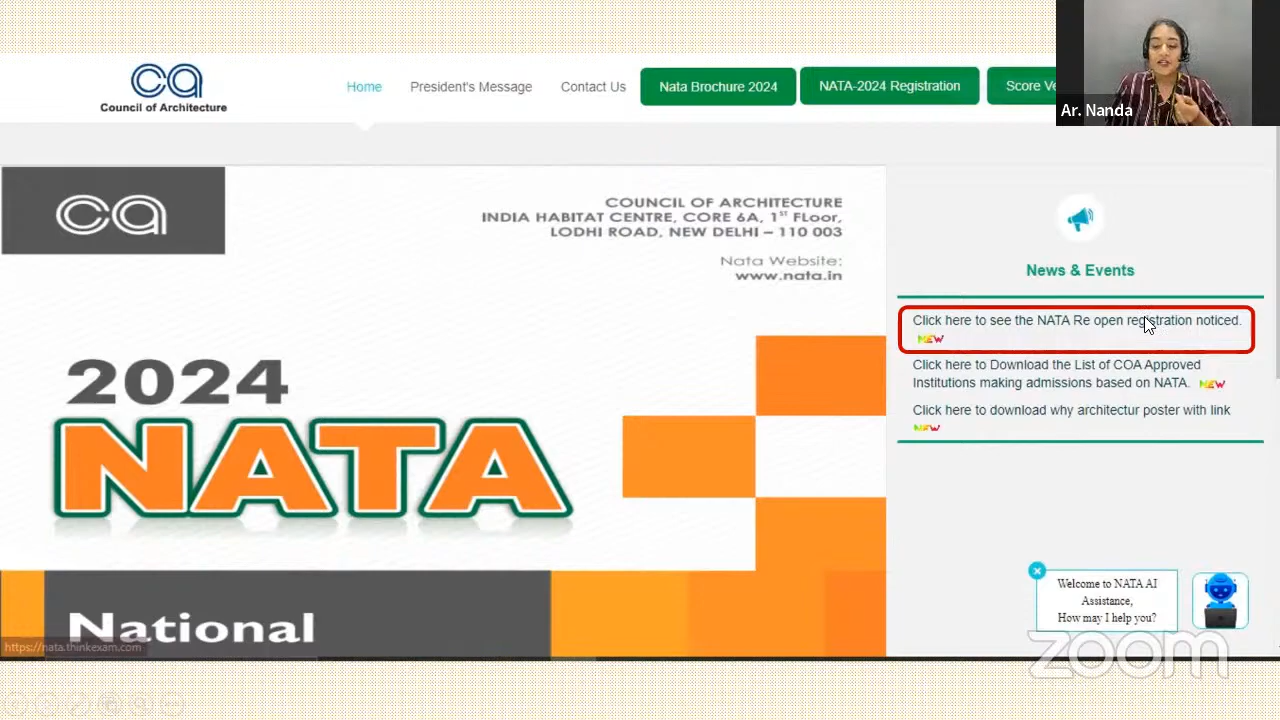 ca
Council of Architecture
Home
President's Message
Contact Us
Nata Brochure 2024
NATA-2024 Registration
Score Ve
Ar. Nanda
ca
COUNCIL OF ARCHITECTURE
INDIA HABITAT CENTRE, CORE 6A, 1ST FLoor,
LODHI ROAD, NEW DELHI – 110 003
Nata Website:
www.nata.in
2024
NATA
National
https://nata.thinkexam.com
News & Events
Click here to see the NATA Re open registration noticed.
NEW
Click here to Download the List of COA Approved
Institutions making admissions based on NATA. NEW
Click here to download why architectur poster with link
NEW
Welcome to NATA AI
Assistance,
How may I help you?
zoom